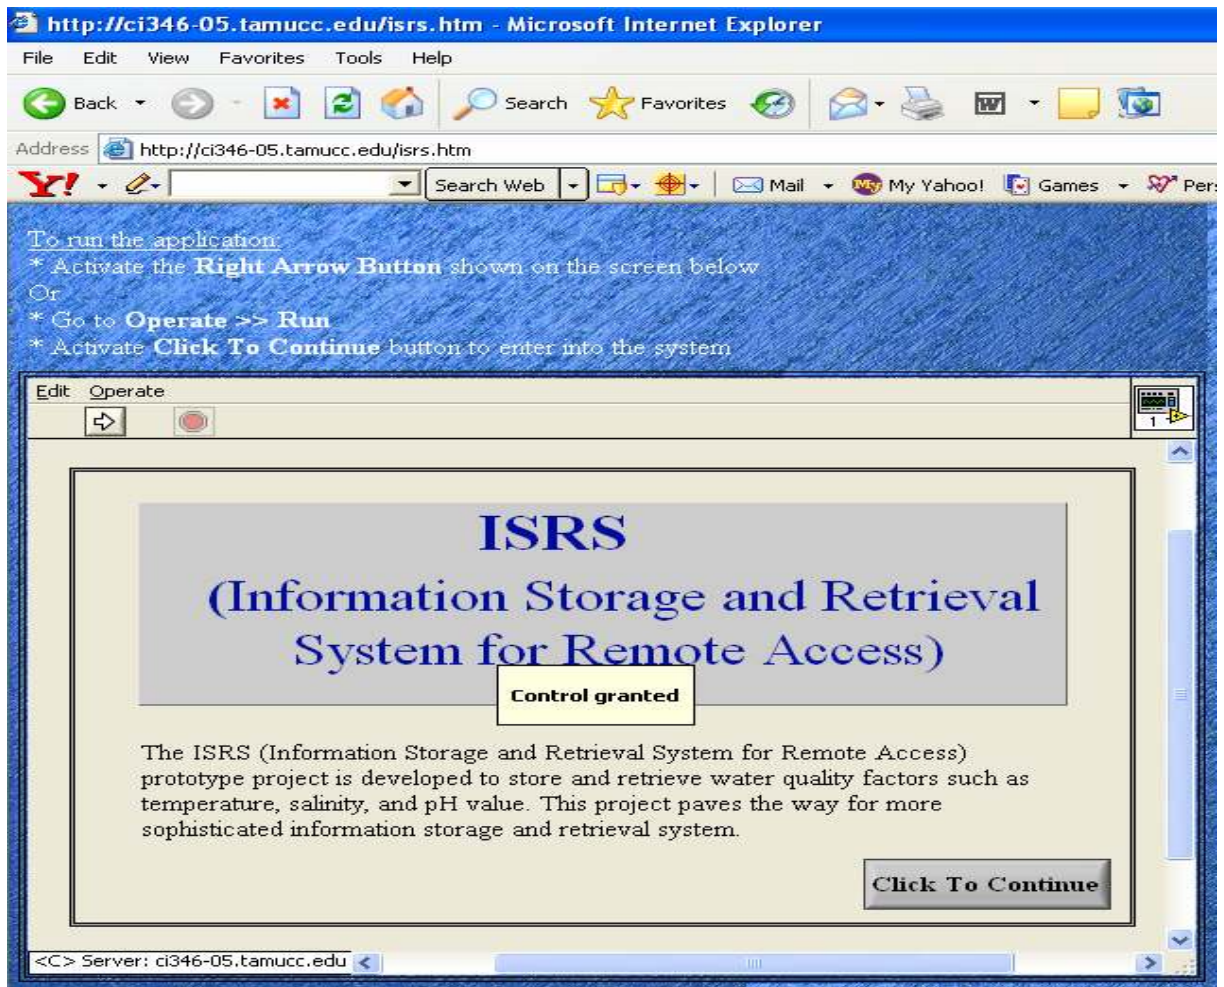 http://ci346-05.tamucc.edu/isrs.htm - Microsoft Internet Explorer
File Edit View Favorites Tools Help
Back Search Favorites
Address http://ci346-05.tamucc.edu/isrs.htm
Y! Search Web Mail My Yahoo! Games Pers
To run the application:
* Activate the Right Arrow Button shown on the screen below
Or
* Go to Operate >> Run
* Activate Click To Continue button to enter into the system
Edit Operate
1
ISRS
(Information Storage and Retrieval
System for Remote Access)
Control granted
The ISRS (Information Storage and Retrieval System for Remote Access)
prototype project is developed to store and retrieve water quality factors such as
temperature, salinity, and pH value. This project paves the way for more
sophisticated information storage and retrieval system.
Click To Continue
<C> Server: ci346-05.tamucc.edu